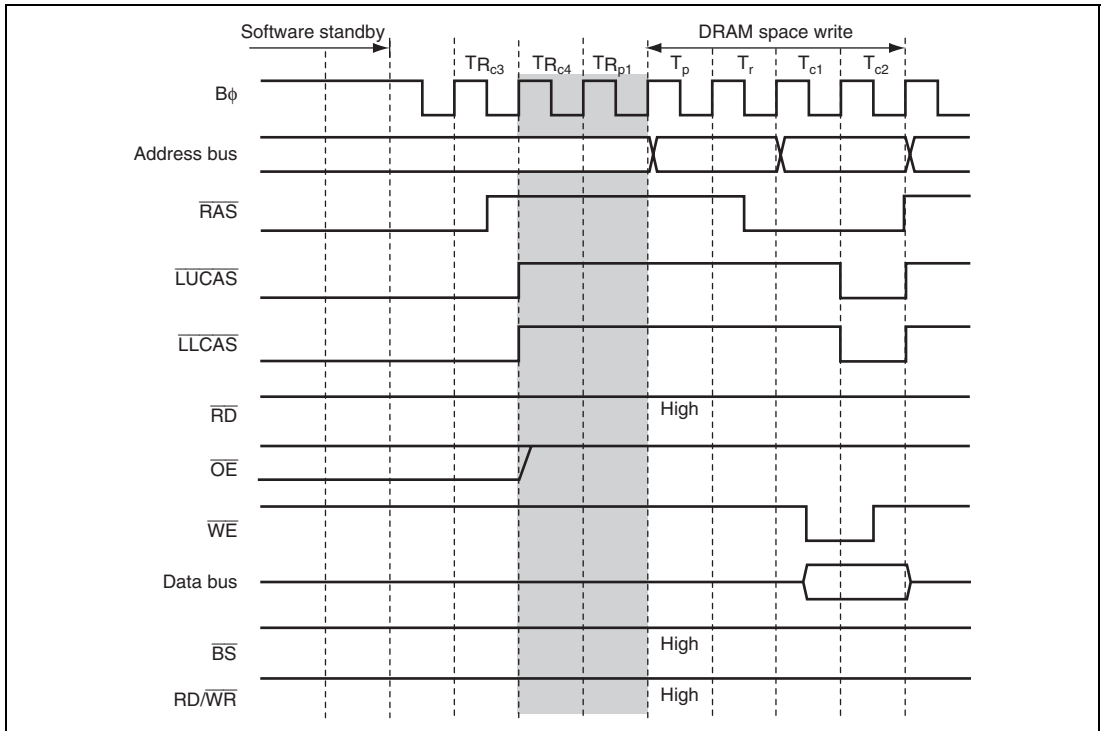 Software standby
DRAM space write
TRc3 TRc4 TRp1 Tp Tr Tc1 Tc2
Bϕ
Address bus
RAS
LUCAS
LLCAS
RD
High
OE
WE
Data bus
BS
High
RD/WR
High